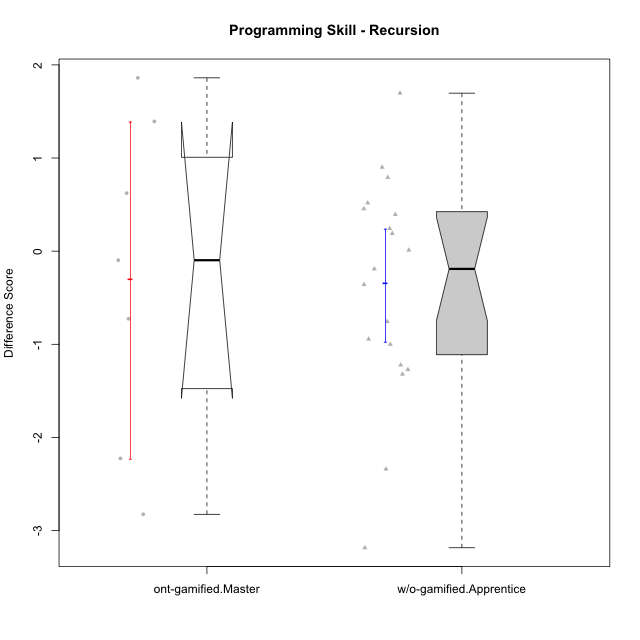 Programming Skill - Recursion
Difference Score
2
1
0
-1
-2
-3
ont-gamified.Master
w/o-gamified.Apprentice